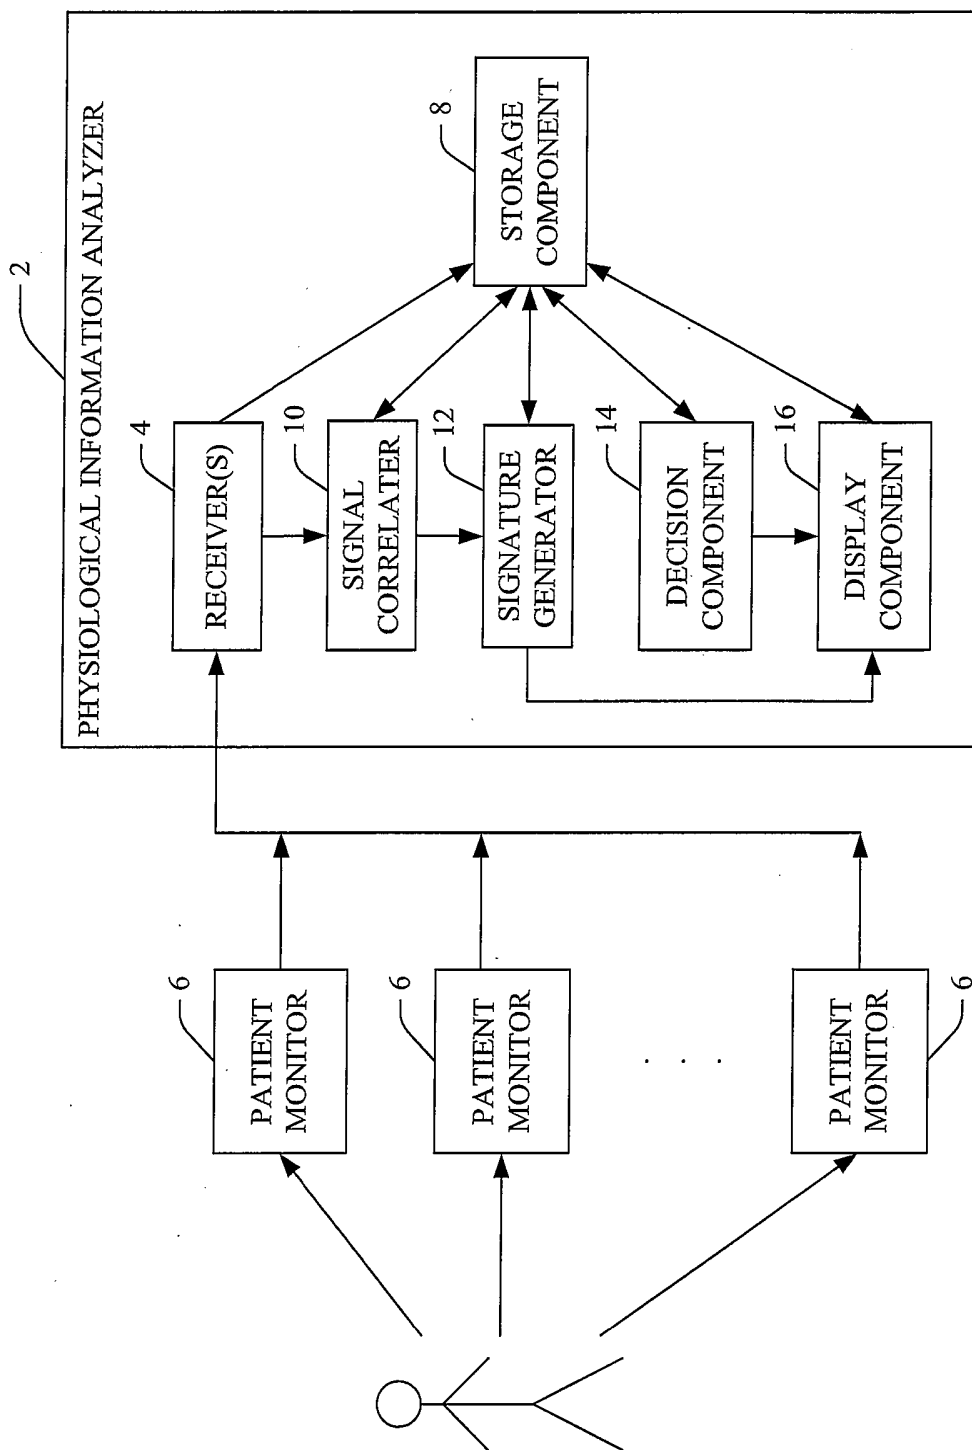 2
PHYSIOLOGICAL INFORMATION ANALYZER
4
RECEIVER(S)
10
SIGNAL
CORRELATER
12
SIGNATURE
GENERATOR
14
DECISION
COMPONENT
16
DISPLAY
COMPONENT
8
STORAGE
COMPONENT
6
PATIENT
MONITOR
6
PATIENT
MONITOR
. . .
6
PATIENT
MONITOR